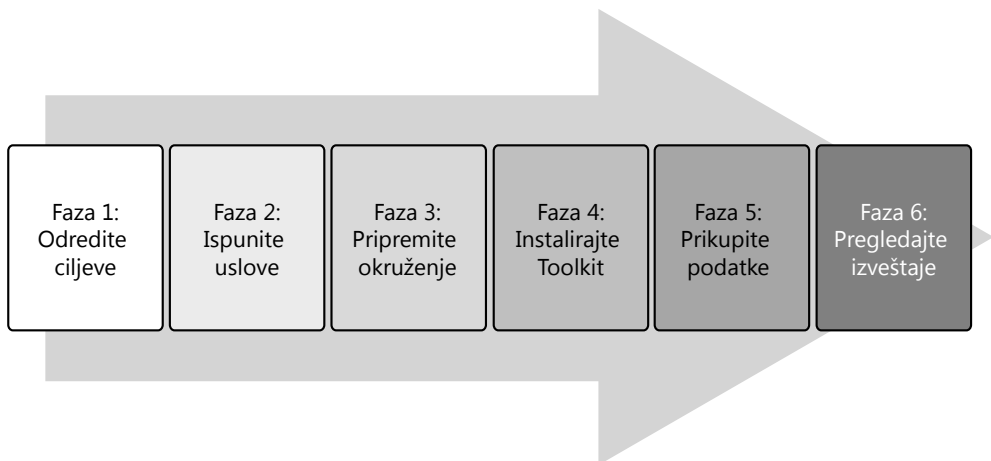 Faza 1:
Odredite
ciljeve
Faza 2:
Ispunite
uslove
Faza 3:
Pripremite
okruženje
Faza 4:
Instalirajte
Toolkit
Faza 5:
Prikupite
podatke
Faza 6:
Pregledajte
izveštaje